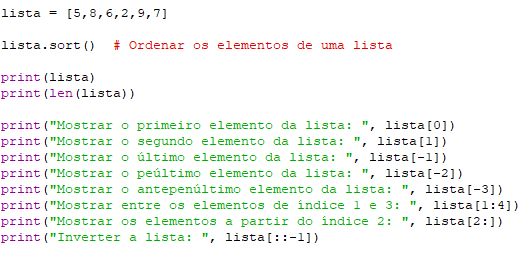 lista = [5,8,6,2,9,7]
lista.sort()  # Ordenar os elementos de uma lista
print(lista)
print(len(lista))
print("Mostrar o primeiro elemento da lista: ", lista[0])
print("Mostrar o segundo elemento da lista: ", lista[1])
print("Mostrar o último elemento da lista: ", lista[-1])
print("Mostrar o peúltimo elemento da lista: ", lista[-2])
print("Mostrar o antepenúltimo elemento da lista: ", lista[-3])
print("Mostrar entre os elementos de índice 1 e 3: ", lista[1:4])
print("Mostrar os elementos a partir do índice 2: ", lista[2:])
print("Inverter a lista: ", lista[::-1])